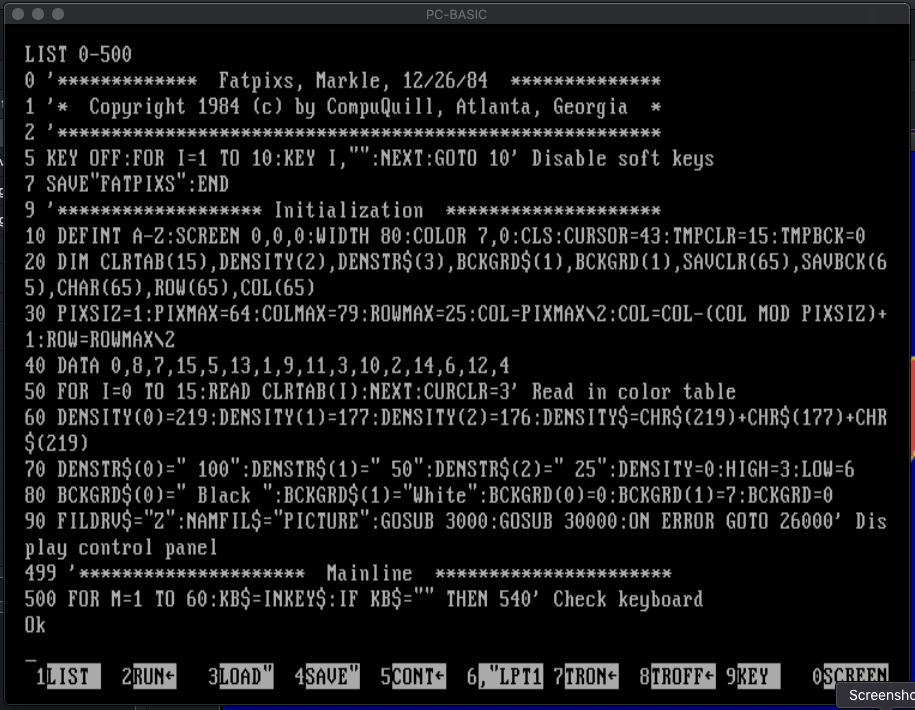 PC-BASIC
LIST 0-500
0 '*************  Fatpixs, Markle, 12/26/84  **************
1 '*  Copyright 1984 (c) by CompuQuill, Atlanta, Georgia  *
2 '********************************************************
5 KEY OFF:FOR I=1 TO 10:KEY I,"":NEXT:GOTO 10' Disable soft keys
7 SAVE"FATPIXS":END
9 '******************* Initialization  ********************
10 DEFINT A-Z:SCREEN 0,0,0:WIDTH 80:COLOR 7,0:CLS:CURSOR=43:TMPCLR=15:TMPBCK=0
20 DIM CLRTAB(15),DENSITY(2),DENSTR$(3),BCKGRD$(1),BCKGRD(1),SAVCLR(65),SAVBCK(6
5),CHAR(65),ROW(65),COL(65)
30 PIXSIZ=1:PIXMAX=64:COLMAX=79:ROWMAX=25:COL=PIXMAX\2:COL=COL-(COL MOD PIXSIZ)+
1:ROW=ROWMAX\2
40 DATA 0,8,7,15,5,13,1,9,11,3,10,2,14,6,12,4
50 FOR I=0 TO 15:READ CLRTAB(I):NEXT:CURCLR=3' Read in color table
60 DENSITY(0)=219:DENSITY(1)=177:DENSITY(2)=176:DENSITY$=CHR$(219)+CHR$(177)+CHR
$(219)
70 DENSTR$(0)=" 100":DENSTR$(1)=" 50":DENSTR$(2)=" 25":DENSITY=0:HIGH=3:LOW=6
80 BCKGRD$(0)=" Black ":BCKGRD$(1)="White":BCKGRD(0)=0:BCKGRD(1)=7:BCKGRD=0
90 FILDRV$="Z":NAMFIL$="PICTURE":GOSUB 3000:GOSUB 30000:ON ERROR GOTO 26000' Dis
play control panel
499 '*********************  Mainline  **********************
500 FOR M=1 TO 60:KB$=INKEY$:IF KB$="" THEN 540' Check keyboard
Ok
1LIST  2RUN←  3LOAD"  4SAVE"  5CONT←  6,"LPT1 7TRON←  8TROFF← 9KEY  0SCREEN
Screensho